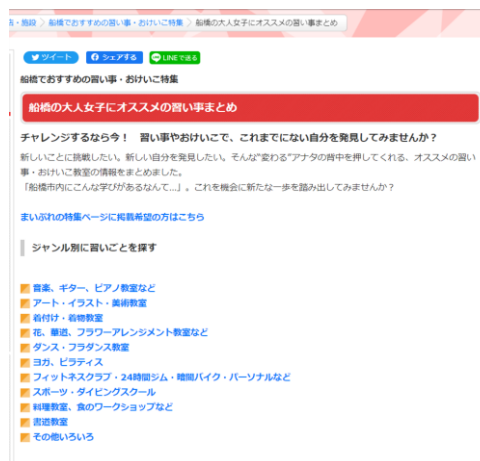 ・施設 〉 船橋でおすすめの習い事・おけいこ特集 〉 船橋の大人女子にオススメの習い事まとめ
ツイート シェアする LINEで送る
船橋でおすすめの習い事・おけいこ特集
船橋の大人女子にオススメの習い事まとめ
チャレンジするなら今！　習い事やおけいこで、これまでにない自分を発見してみませんか？
新しいことに挑戦したい。新しい自分を発見したい。そんな"変わる"アナタの背中を押してくれる、オススメの習い
事・おけいこ教室の情報をまとめました。
「船橋市内にこんな学びがあるなんて…」。これを機会に新たな一歩を踏み出してみませんか？
まいぷれの特集ページに掲載希望の方はこちら
ジャンル別に習いごとを探す
音楽、ギター、ピアノ教室など
アート・イラスト・美術教室
着付け・着物教室
花、華道、フラワーアレンジメント教室など
ダンス・フラダンス教室
ヨガ、ピラティス
フィットネスクラブ・24時間ジム・暗闇バイク・パーソナルなど
スポーツ・ダイビングスクール
料理教室、食のワークショップなど
書道教室
その他いろいろ